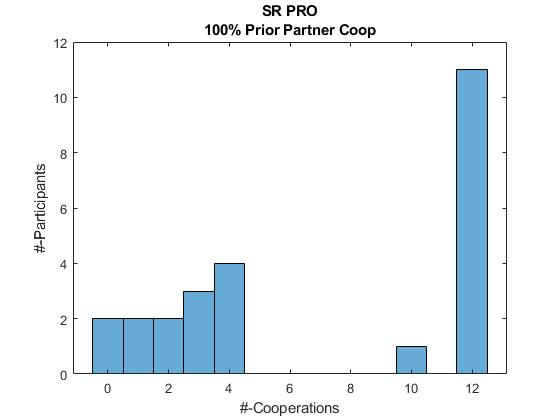 SR PRO
100% Prior Partner Coop
12
10
8
6
4
2
0
#-Participants
0 2 4 6 8 10 12
#-Cooperations